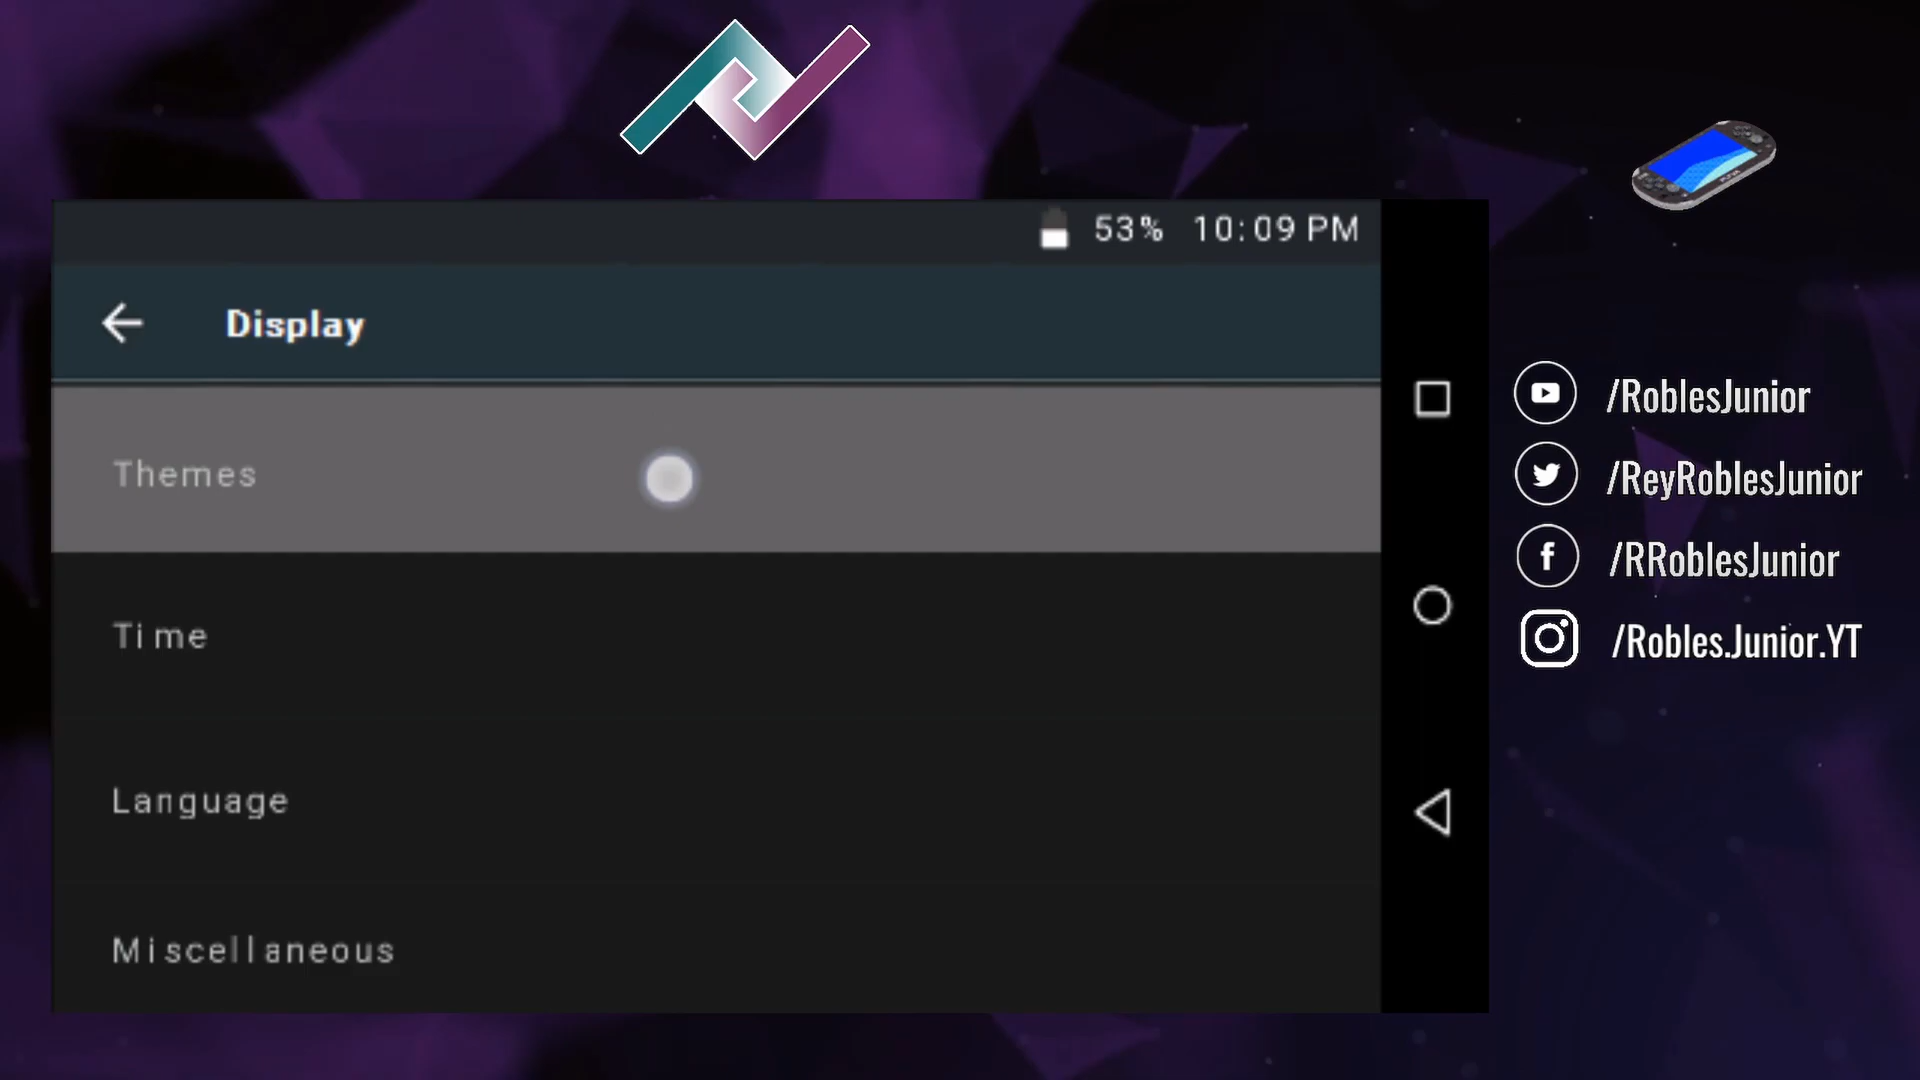 53% 10:09 PM
Display
Themes
Time
Language
Miscellaneous
/RoblesJunior
/ReyRoblesJunior
/RRoblesJunior
/Robles.Junior.YT